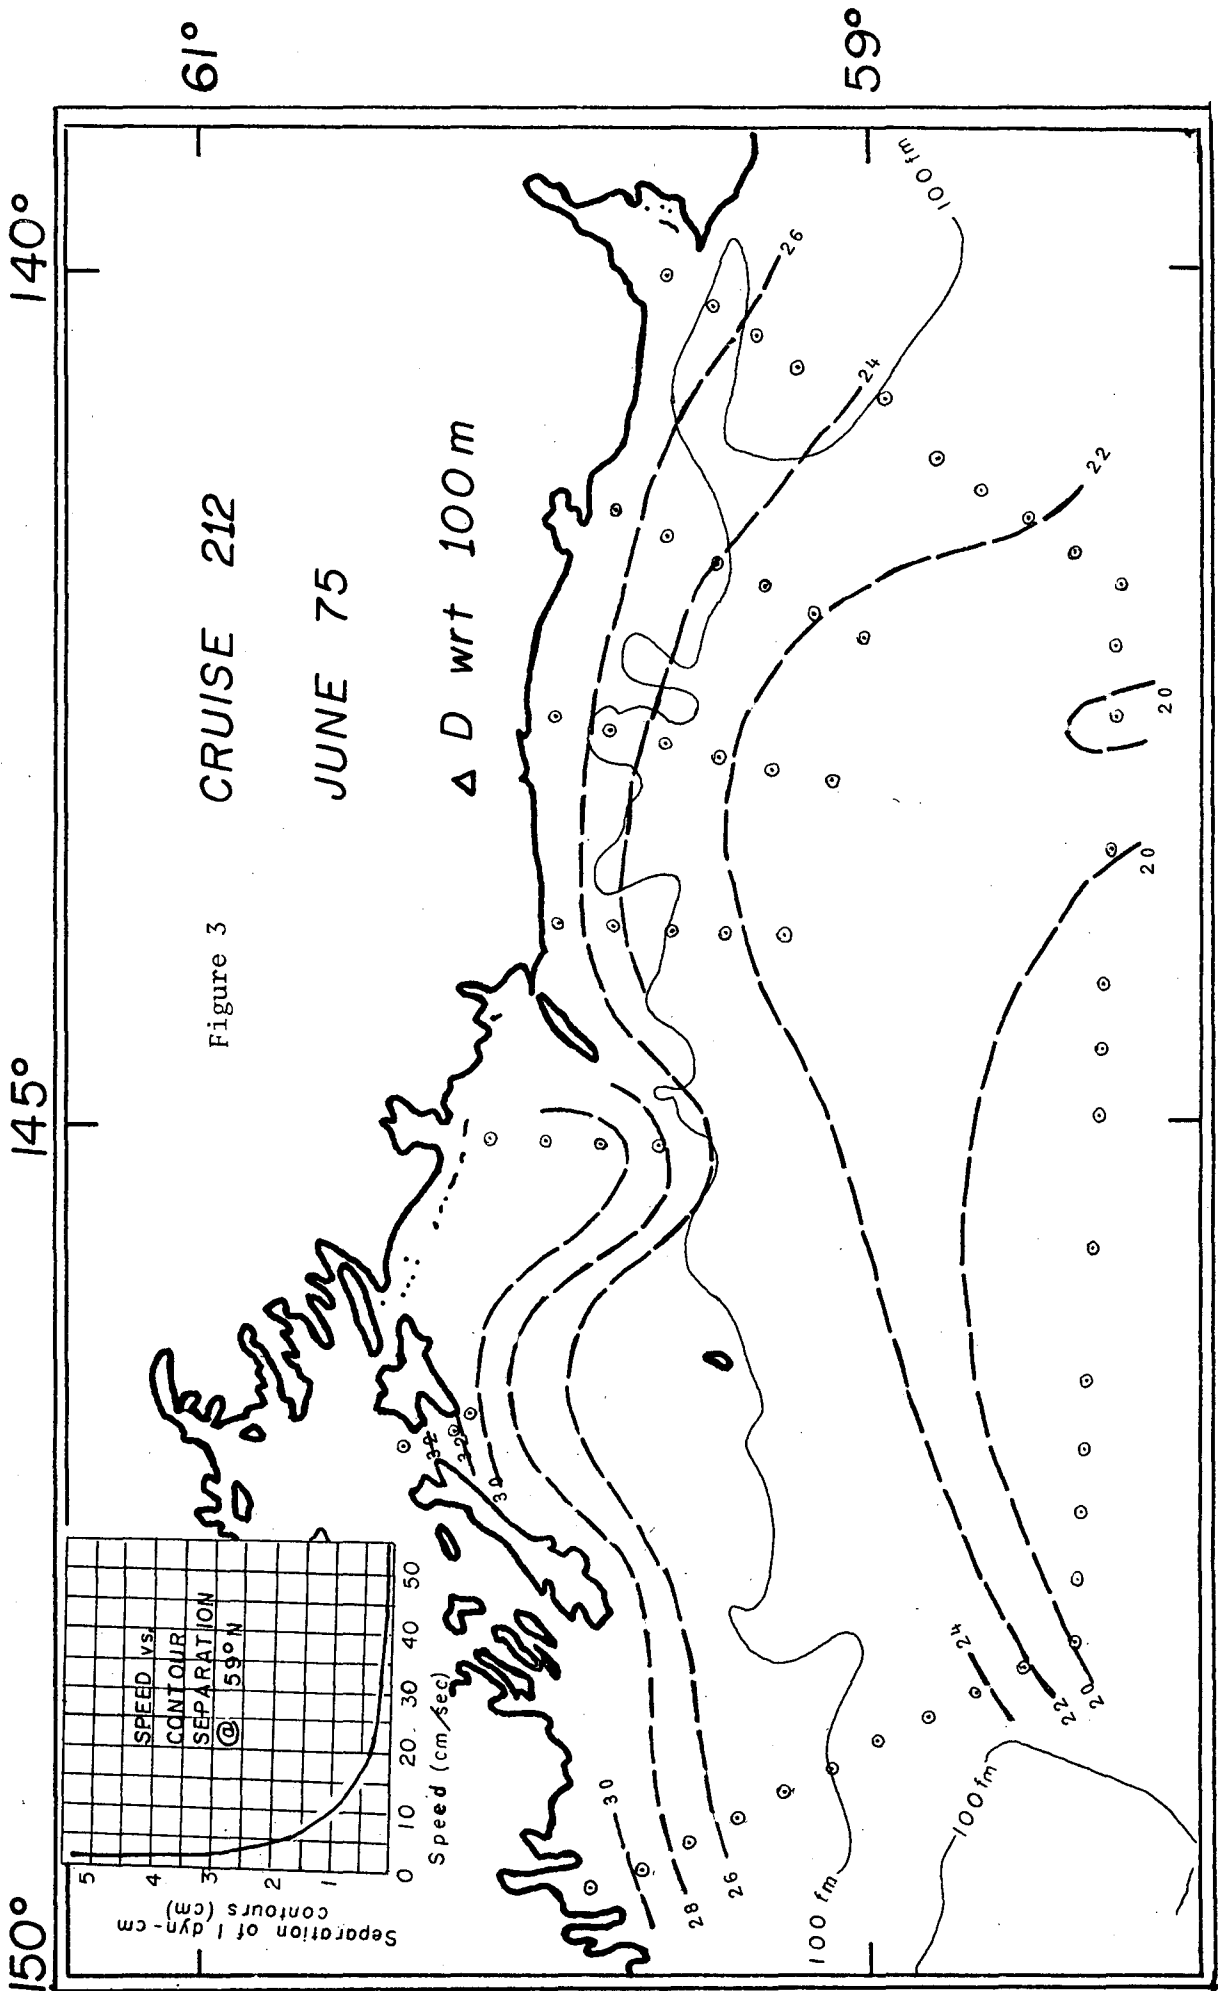 150°
145°
140°
61°
59°
Figure 3
CRUISE 212
JUNE 75
Δ D wrt 100 m
SPEED vs.
CONTOUR
SEPARATION
@ 59° N
Separation of 1 dyn-cm
contours (cm)
5
4
3
2
1
0 10 20 30 40 50
Speed (cm/sec)
32
32
30
30
28
26
24
22
20
20
20
22
24
26
100 fm
100 fm
100 fm